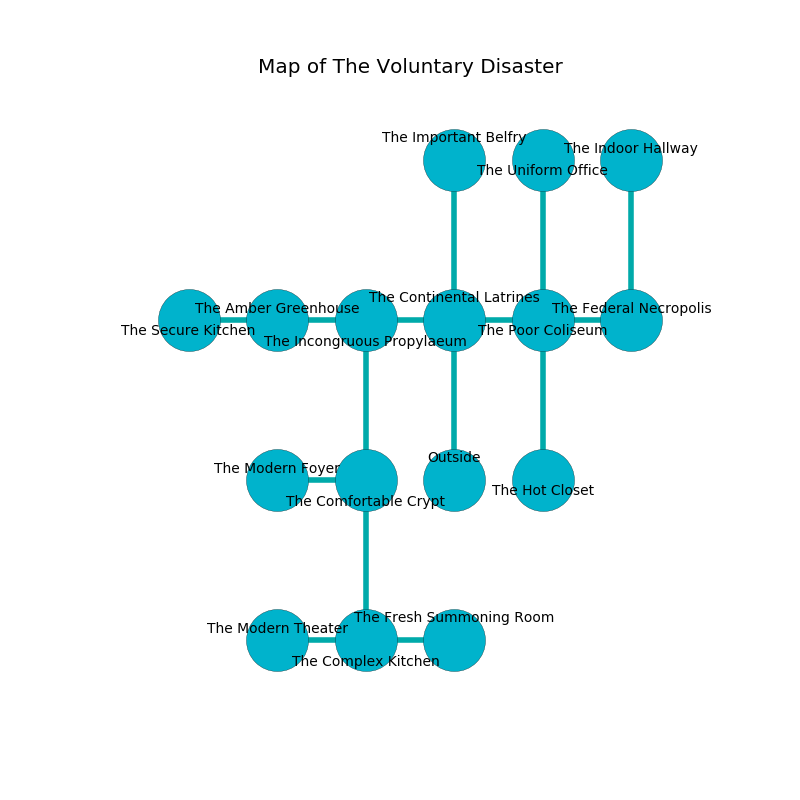 Map of The Voluntary Disaster
The Important Belfry
The Indoor Hallway
The Uniform Office
The Continental Latrines
The Amber Greenhouse
The Federal Necropolis
The Secure Kitchen
The Poor Coliseum
The Incongruous Propylaeum
Outside
The Modern Foyer
The Hot Closet
The Comfortable Crypt
The Fresh Summoning Room
The Modern Theater
The Complex Kitchen